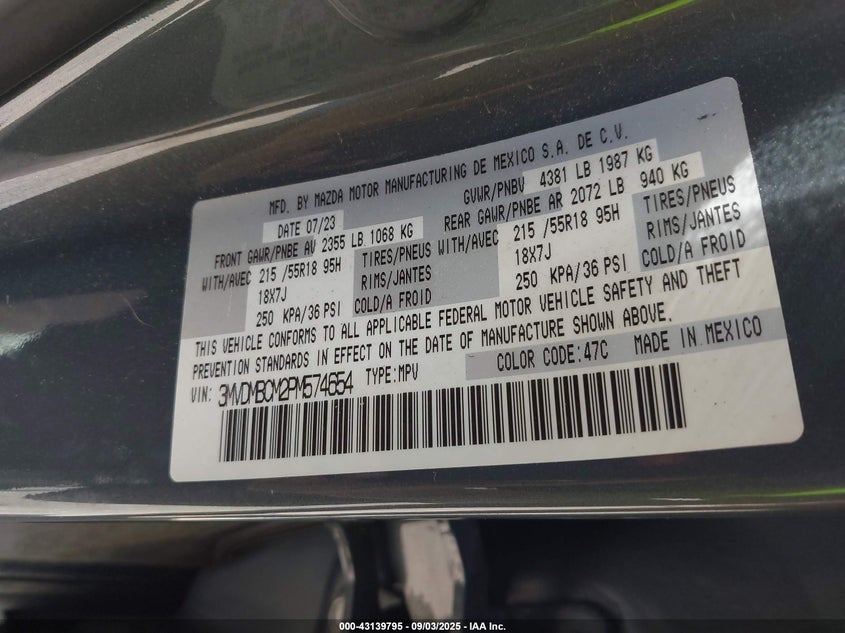 MFD. BY MAZDA MOTOR MANUFACTURING DE MEXICO S.A. DE C.V.
DATE 07/23 GVWR/PNBV 4381 LB 1987 KG
FRONT GAWR/PNBE AV 2355 LB 1068 KG REAR GAWR/PNBE AR 2072 LB 940 KG
WITH/AVEC 215 /55R18 95H TIRES/PNEUS WITH/AVEC 215 /55R18 95H TIRES/PNEUS
18X7J RIMS/JANTES 18X7J RIMS/JANTES
250 KPA/36 PSI COLD/A FROID 250 KPA/36 PSI COLD/A FROID
THIS VEHICLE CONFORMS TO ALL APPLICABLE FEDERAL MOTOR VEHICLE SAFETY AND THEFT
PREVENTION STANDARDS IN EFFECT ON THE DATE OF MANUFACTURE SHOWN ABOVE.
COLOR CODE:47C MADE IN MEXICO
VIN: 3MVDMBCM2PM574654 TYPE:MPV
000-43139795 - 09/03/2025 - IAA Inc.